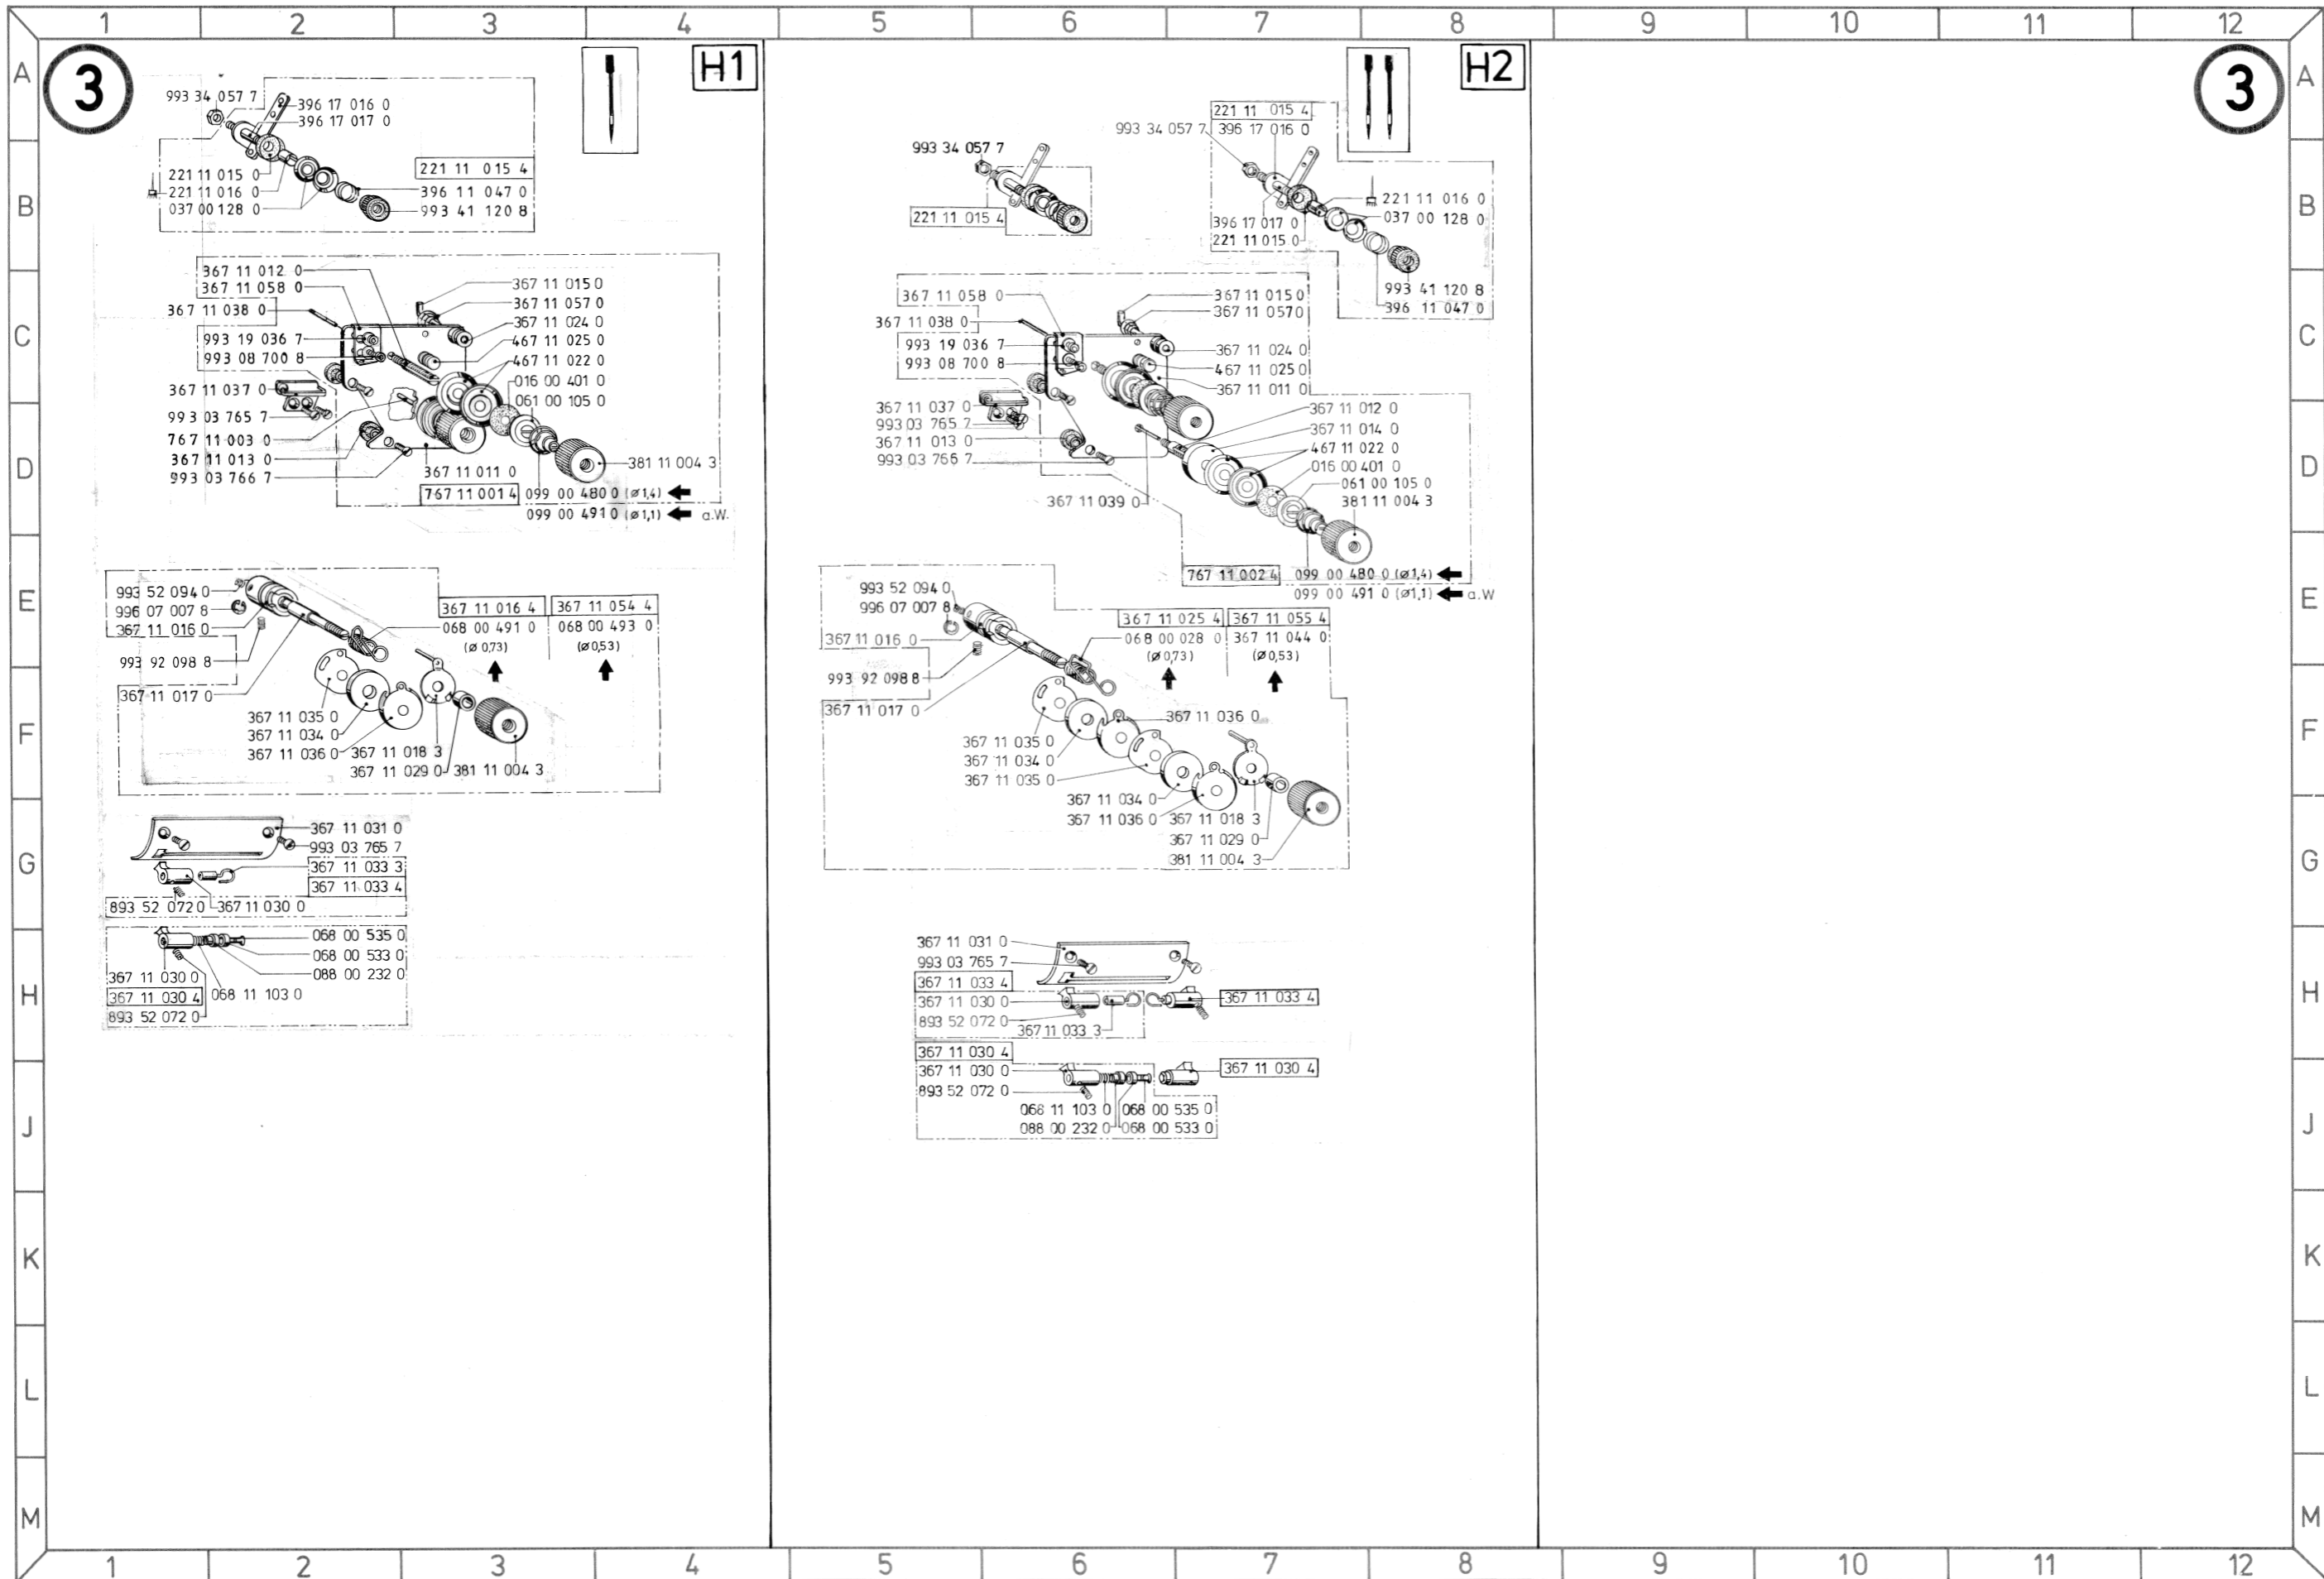 1 2 3 4 5 6 7 8 9 10 11 12
A
B
C
D
E
F
G
H
J
K
L
M
3
H1
993 34 057 7
396 17 016 0
396 17 017 0
221 11 015 0
221 11 015 4
221 11 016 0
396 11 047 0
037 00 128 0
993 41 120 8
367 11 012 0
367 11 058 0
367 11 038 0
993 19 036 7
993 08 700 8
367 11 037 0
993 03 765 7
767 11 003 0
367 11 013 0
993 03 766 7
367 11 015 0
367 11 057 0
367 11 024 0
467 11 025 0
467 11 022 0
016 00 401 0
061 00 105 0
381 11 004 3
367 11 011 0
767 11 001 4
099 00 480 0 (ø1,4)
099 00 491 0 (ø1,1) a.W.
993 52 094 0
996 07 007 8
367 11 016 0
993 92 098 8
367 11 017 0
367 11 016 4
367 11 054 4
068 00 491 0
068 00 493 0
(ø 0,73)
(ø0,53)
367 11 035 0
367 11 034 0
367 11 036 0
367 11 018 3
367 11 029 0
381 11 004 3
367 11 031 0
993 03 765 7
367 11 033 3
367 11 033 4
893 52 072 0
367 11 030 0
068 00 535 0
068 00 533 0
088 00 232 0
367 11 030 0
367 11 030 4
068 11 103 0
893 52 072 0
H2
993 34 057 7
221 11 015 4
221 11 015 4
993 34 057 7
396 17 016 0
221 11 016 0
037 00 128 0
396 17 017 0
221 11 015 0
993 41 120 8
396 11 047 0
367 11 058 0
367 11 038 0
993 19 036 7
993 08 700 8
367 11 037 0
993 03 765 7
367 11 013 0
993 03 766 7
367 11 039 0
367 11 015 0
367 11 057 0
367 11 024 0
467 11 025 0
367 11 011 0
367 11 012 0
367 11 014 0
467 11 022 0
016 00 401 0
061 00 105 0
381 11 004 3
767 11 002 4
099 00 480 0 (ø1,4)
099 00 491 0 (ø1,1) a.W
993 52 094 0
996 07 007 8
367 11 016 0
993 92 098 8
367 11 017 0
367 11 025 4
367 11 055 4
068 00 028 0
367 11 044 0
(ø 0,73)
(ø0,53)
367 11 036 0
367 11 035 0
367 11 034 0
367 11 035 0
367 11 034 0
367 11 036 0
367 11 018 3
367 11 029 0
381 11 004 3
367 11 031 0
993 03 765 7
367 11 033 4
367 11 030 0
893 52 072 0
367 11 033 3
367 11 033 4
367 11 030 4
367 11 030 0
893 52 072 0
367 11 030 4
068 11 103 0
068 00 535 0
088 00 232 0
068 00 533 0
3
A
B
C
D
E
F
G
H
J
K
L
M
1 2 3 4 5 6 7 8 9 10 11 12